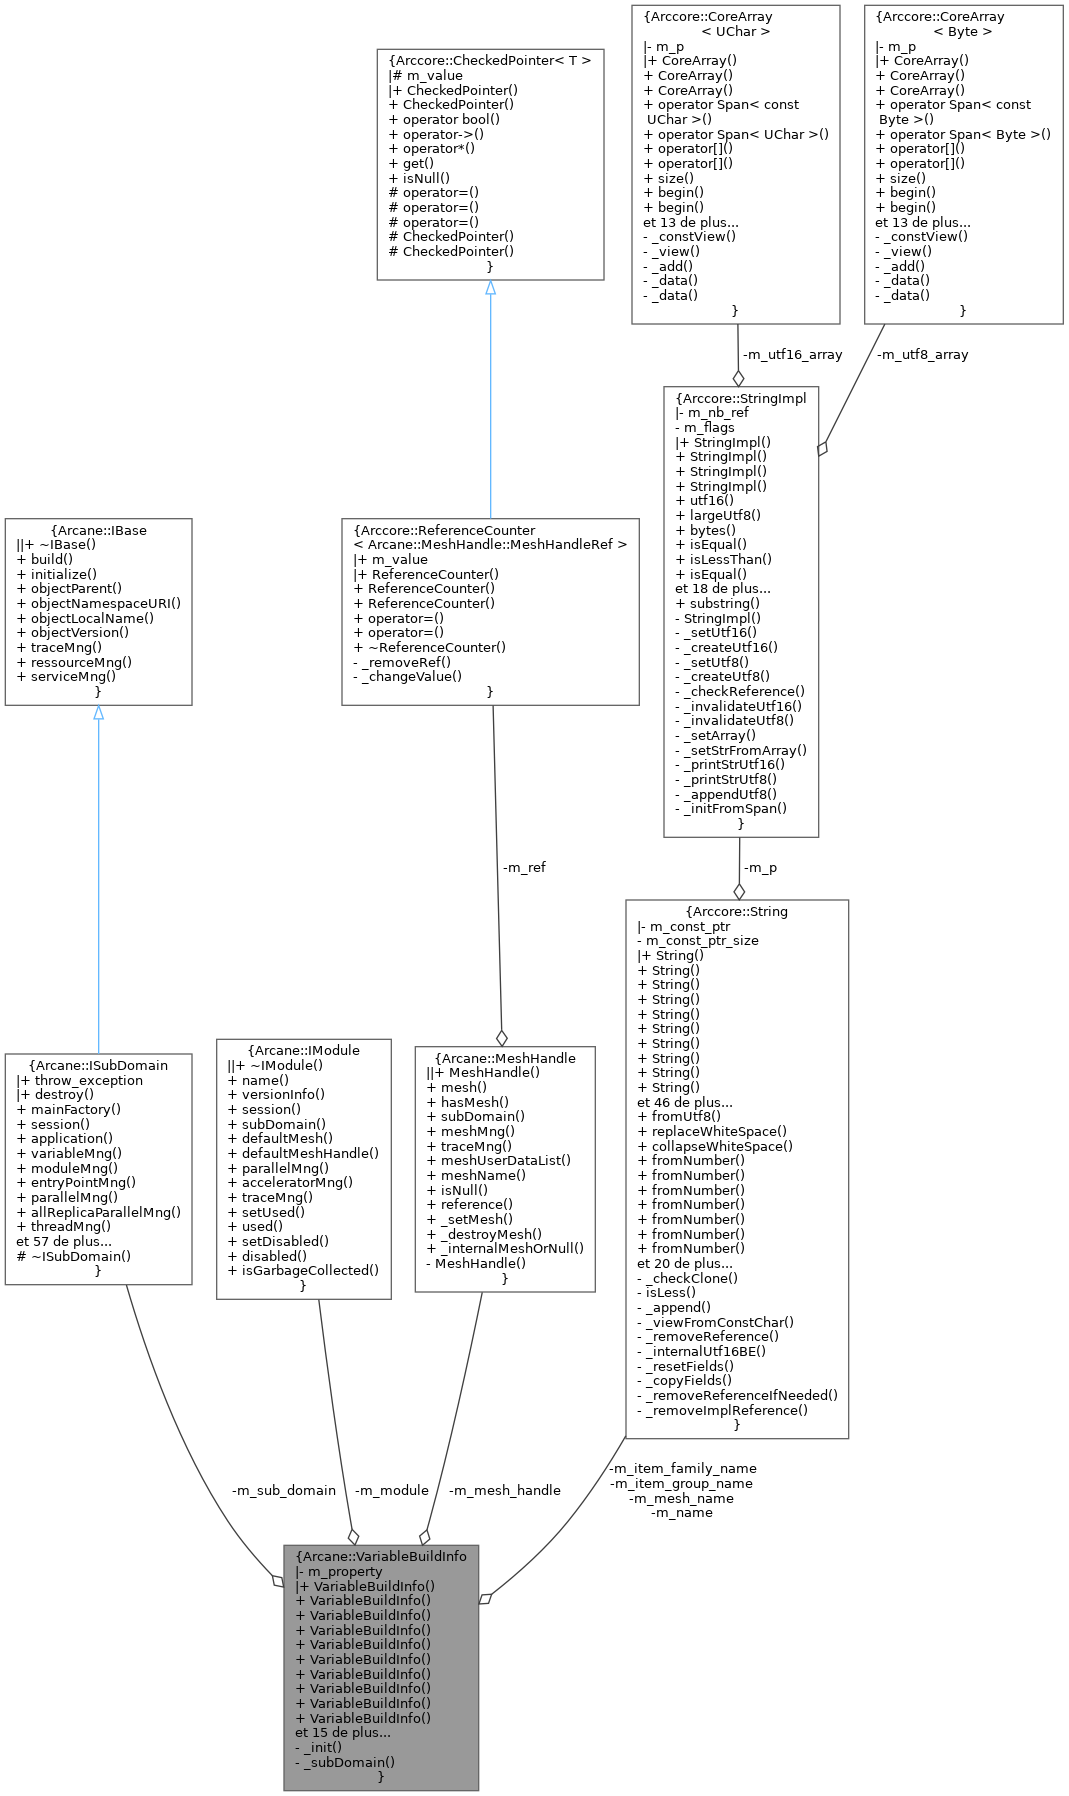 {Arccore::CoreArray
< UChar >
|- m_p
|+ CoreArray()
+ CoreArray()
+ CoreArray()
+ operator Span< const
UChar >()
+ operator Span< UChar >()
+ operator[]()
+ operator[]()
+ size()
+ begin()
+ begin()
et 13 de plus...
- _constView()
- _view()
- _add()
- _data()
- _data()
}
{Arccore::CoreArray
< Byte >
|- m_p
|+ CoreArray()
+ CoreArray()
+ CoreArray()
+ operator Span< const
Byte >()
+ operator Span< Byte >()
+ operator[]()
+ operator[]()
+ size()
+ begin()
+ begin()
et 13 de plus...
- _constView()
- _view()
- _add()
- _data()
- _data()
}
{Arccore::CheckedPointer< T >
|# m_value
|+ CheckedPointer()
+ CheckedPointer()
+ operator bool()
+ operator->()
+ operator*()
+ get()
+ isNull()
# operator=()
# operator=()
# operator=()
# CheckedPointer()
# CheckedPointer()
}
-m_utf16_array
-m_utf8_array
{Arccore::StringImpl
|- m_nb_ref
- m_flags
|+ StringImpl()
+ StringImpl()
+ StringImpl()
+ StringImpl()
+ utf16()
+ largeUtf8()
+ bytes()
+ isEqual()
+ isLessThan()
+ isEqual()
et 18 de plus...
+ substring()
- StringImpl()
- _setUtf16()
- _createUtf16()
- _setUtf8()
- _createUtf8()
- _checkReference()
- _invalidateUtf16()
- _invalidateUtf8()
- _setArray()
- _setStrFromArray()
- _printStrUtf16()
- _printStrUtf8()
- _appendUtf8()
- _initFromSpan()
}
{Arcane::IBase
||+ ~IBase()
+ build()
+ initialize()
+ objectParent()
+ objectNamespaceURI()
+ objectLocalName()
+ objectVersion()
+ traceMng()
+ ressourceMng()
+ serviceMng()
}
{Arccore::ReferenceCounter
< Arcane::MeshHandle::MeshHandleRef >
|+ m_value
|+ ReferenceCounter()
+ ReferenceCounter()
+ ReferenceCounter()
+ operator=()
+ operator=()
+ ~ReferenceCounter()
- _removeRef()
- _changeValue()
}
-m_ref
-m_p
{Arccore::String
|- m_const_ptr
- m_const_ptr_size
|+ String()
+ String()
+ String()
+ String()
+ String()
+ String()
+ String()
+ String()
+ String()
+ String()
et 46 de plus...
+ fromUtf8()
+ replaceWhiteSpace()
+ collapseWhiteSpace()
+ fromNumber()
+ fromNumber()
+ fromNumber()
+ fromNumber()
+ fromNumber()
+ fromNumber()
+ fromNumber()
et 20 de plus...
- _checkClone()
- isLess()
- _append()
- _viewFromConstChar()
- _removeReference()
- _internalUtf16BE()
- _resetFields()
- _copyFields()
- _removeReferenceIfNeeded()
- _removeImplReference()
}
{Arcane::ISubDomain
|+ throw_exception
|+ destroy()
+ mainFactory()
+ session()
+ application()
+ variableMng()
+ moduleMng()
+ entryPointMng()
+ parallelMng()
+ allReplicaParallelMng()
+ threadMng()
et 57 de plus...
# ~ISubDomain()
}
{Arcane::IModule
||+ ~IModule()
+ name()
+ versionInfo()
+ session()
+ subDomain()
+ defaultMesh()
+ defaultMeshHandle()
+ parallelMng()
+ acceleratorMng()
+ traceMng()
+ setUsed()
+ used()
+ setDisabled()
+ disabled()
+ isGarbageCollected()
}
{Arcane::MeshHandle
||+ MeshHandle()
+ mesh()
+ hasMesh()
+ subDomain()
+ meshMng()
+ traceMng()
+ meshUserDataList()
+ meshName()
+ isNull()
+ reference()
+ _setMesh()
+ _destroyMesh()
+ _internalMeshOrNull()
- MeshHandle()
}
-m_sub_domain
-m_module
-m_mesh_handle
-m_item_family_name
-m_item_group_name
-m_mesh_name
-m_name
{Arcane::VariableBuildInfo
|- m_property
|+ VariableBuildInfo()
+ VariableBuildInfo()
+ VariableBuildInfo()
+ VariableBuildInfo()
+ VariableBuildInfo()
+ VariableBuildInfo()
+ VariableBuildInfo()
+ VariableBuildInfo()
+ VariableBuildInfo()
+ VariableBuildInfo()
et 15 de plus...
- _init()
- _subDomain()
}